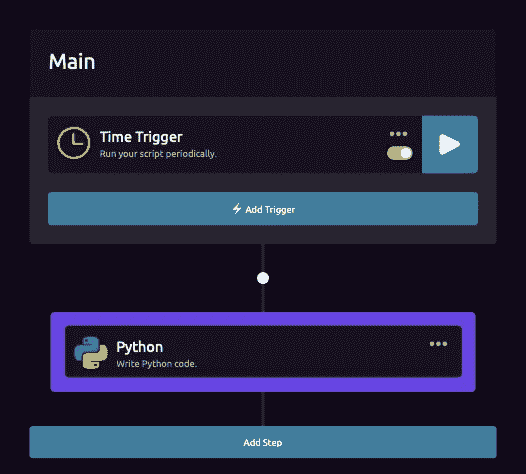 Main
Time Trigger
Run your script periodically.
Add Trigger
Python
Write Python code.
Add Step